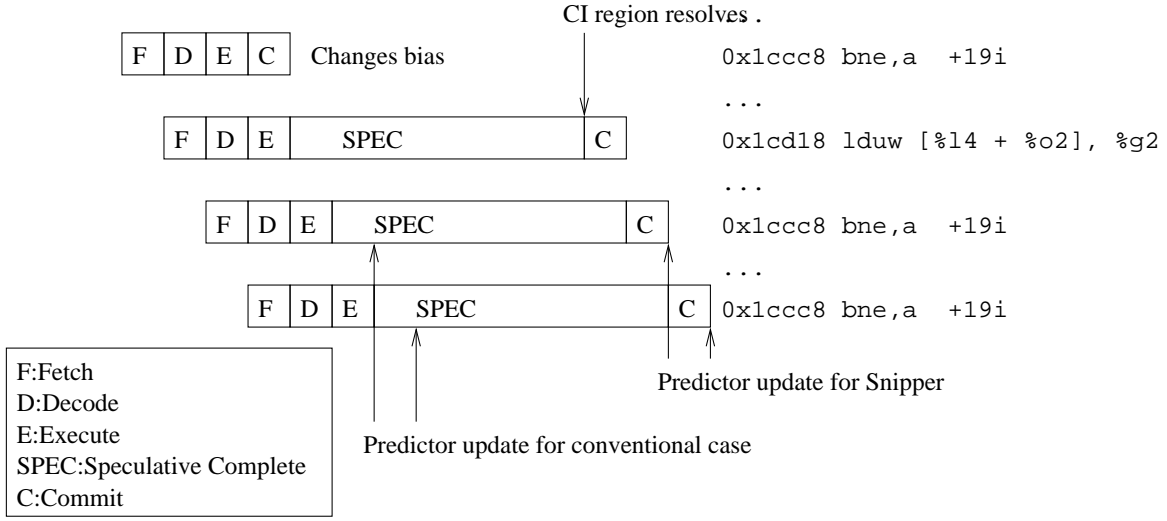 CI region resolves
...
F D E C Changes bias 0x1ccc8 bne,a +19i
...
F D E SPEC C 0x1cd18 lduw [%l4 + %o2], %g2
...
F D E SPEC C 0x1ccc8 bne,a +19i
...
F D E SPEC C 0x1ccc8 bne,a +19i
Predictor update for Snipper
Predictor update for conventional case
F:Fetch
D:Decode
E:Execute
SPEC:Speculative Complete
C:Commit